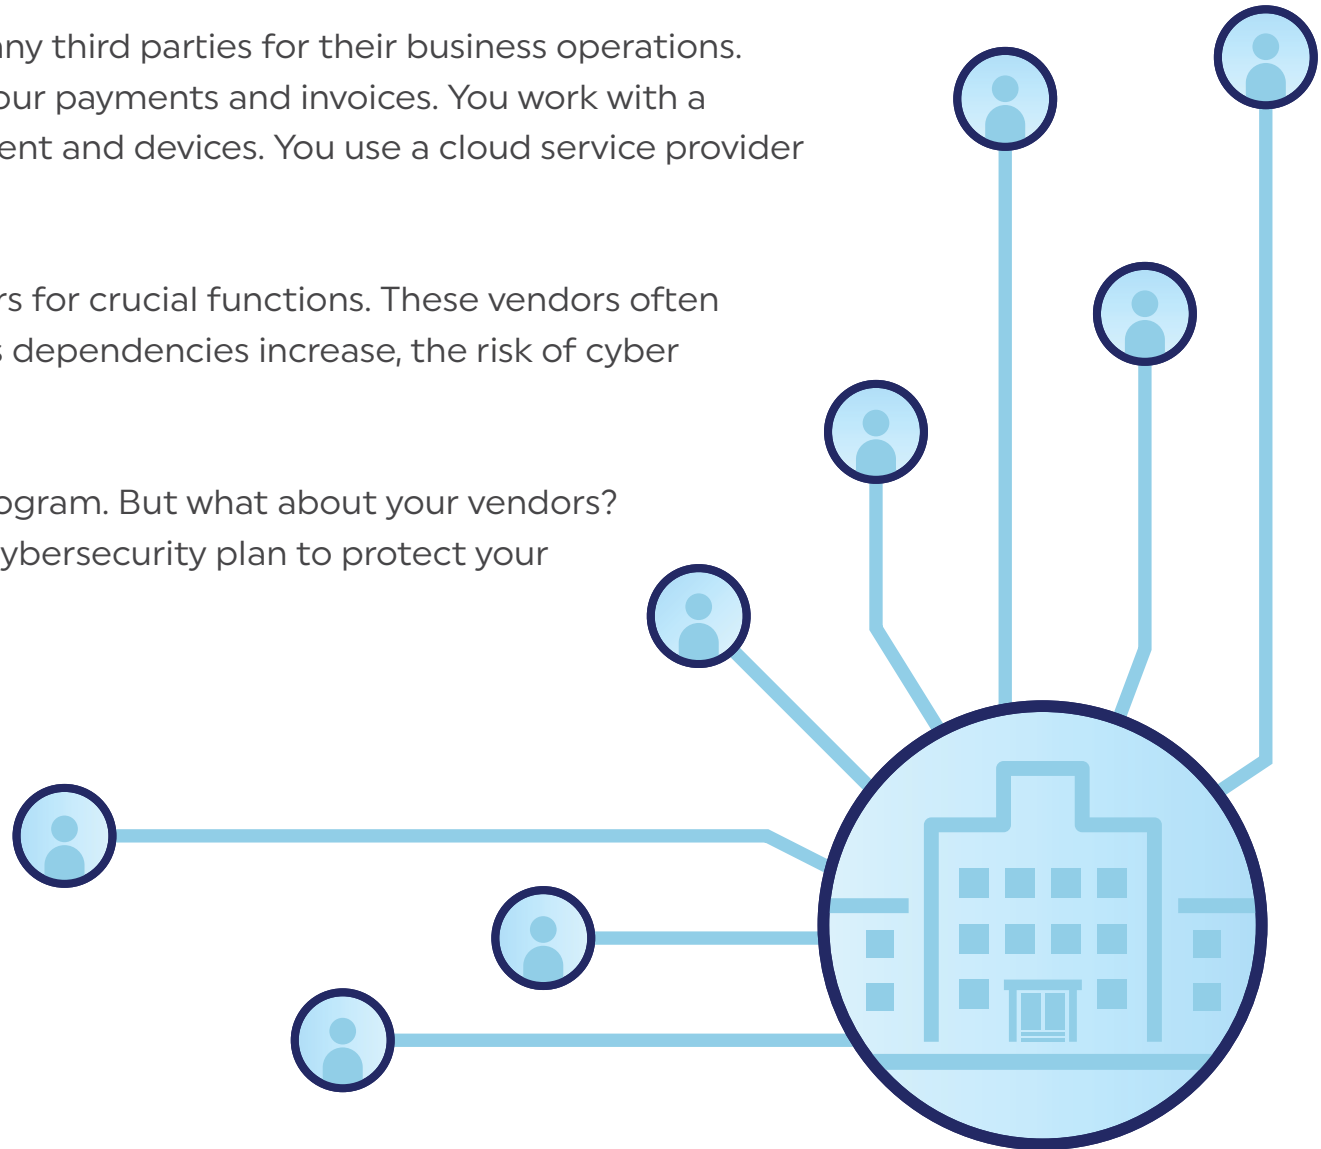 any third parties for their business operations.
our payments and invoices. You work with a
ent and devices. You use a cloud service provider
rs for crucial functions. These vendors often
s dependencies increase, the risk of cyber
ogram. But what about your vendors?
cybersecurity plan to protect your